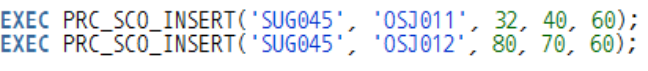 EXEC PRC_SCO_INSERT('SUG045', 'OSJ011', 32, 40, 60);
EXEC PRC_SCO_INSERT('SUG045', 'OSJ012', 80, 70, 60);